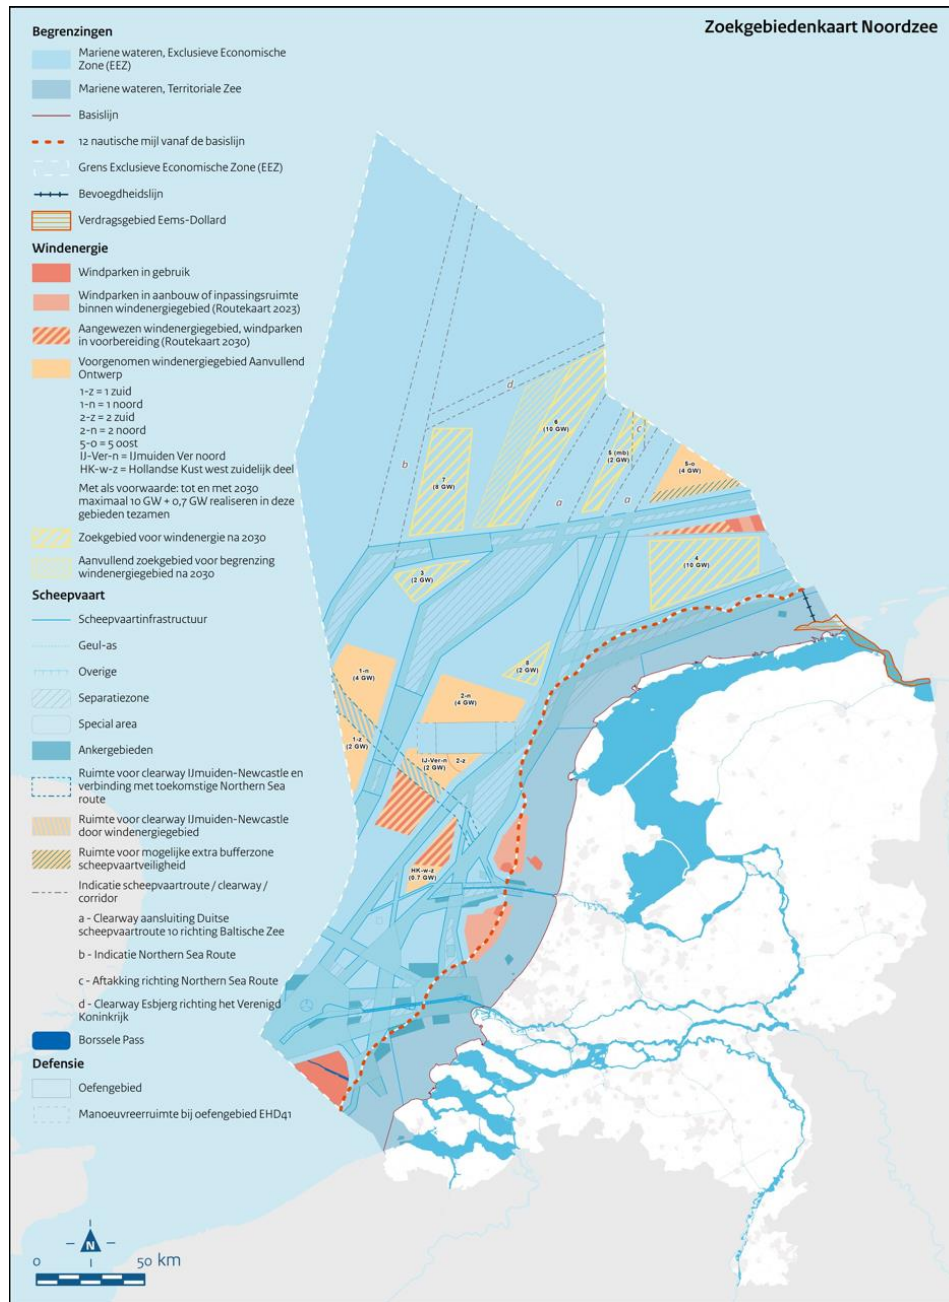 Zoekgebiedenkaart Noordzee
Begrenzingen
Mariene wateren, Exclusieve Economische
Zone (EEZ)
Mariene wateren, Territoriale Zee
Basislijn
12 nautische mijl vanaf de basislijn
Grens Exclusieve Economische Zone (EEZ)
Bevoegdheidslijn
Verdragsgebied Eems-Dollard
Windenergie
Windparken in gebruik
Windparken in aanbouw of inpassingsruimte
binnen windenergiegebied (Routekaart 2023)
Aangewezen windenergiegebied, windparken
in voorbereiding (Routekaart 2030)
Voorgenomen windenergiegebied Aanvullend
Ontwerp
1-z = 1 zuid
1-n = 1 noord
2-z = 2 zuid
2-n = 2 noord
5-o = 5 oost
IJ-Ver-n = IJmuiden Ver noord
HK-w-z = Hollandse Kust west zuidelijk deel
Met als voorwaarde: tot en met 2030
maximaal 10 GW + 0,7 GW realiseren in deze
gebieden tezamen
Zoekgebied voor windenergie na 2030
Aanvullend zoekgebied voor begrenzing
windenergiegebied na 2030
Scheepvaart
Scheepvaartinfrastructuur
Geul-as
Overige
Separatiezone
Special area
Ankergebieden
Ruimte voor clearway IJmuiden-Newcastle en
verbinding met toekomstige Northern Sea
route
Ruimte voor clearway IJmuiden-Newcastle
door windenergiegebied
Ruimte voor mogelijke extra bufferzone
scheepvaartveiligheid
Indicatie scheepvaartroute / clearway /
corridor
a - Clearway aansluiting Duitse
scheepvaartroute 10 richting Baltische Zee
b - Indicatie Northern Sea Route
c - Aftakking richting Northern Sea Route
d - Clearway Esbjerg richting het Verenigd
Koninkrijk
Borssele Pass
Defensie
Oefengebied
Manoeuvreerruimte bij oefengebied EHD41
d
6
(10 GW)
c
5 (mb)
(2 GW)
5-o
(4 GW)
b
7
(8 GW)
a
a
3
(2 GW)
4
(10 GW)
8
(2 GW)
1-n
(4 GW)
2-n
(4 GW)
1-z
(2 GW)
IJ-Ver-n
(2 GW)
2-z
HK-w-z
(0.7 GW)
N
0
50 km